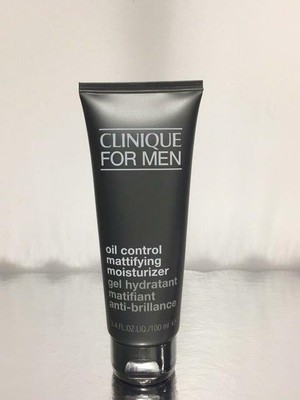 CLINIQUE
FOR MEN
oil control
mattifying
moisturizer
gel hydratant
matifiant
anti-brillance
3.4 FL.OZ.LIQ./100 ml e